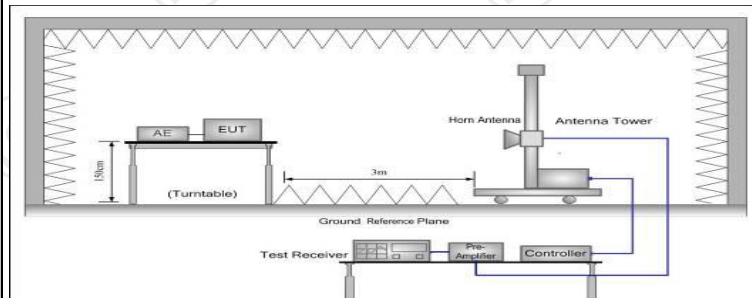 Horn Antenna
Antenna Tower
AE
EUT
150cm
(Turntable)
3m
Ground Reference Plane
Test Receiver
Pre-
Amplifier
Controller